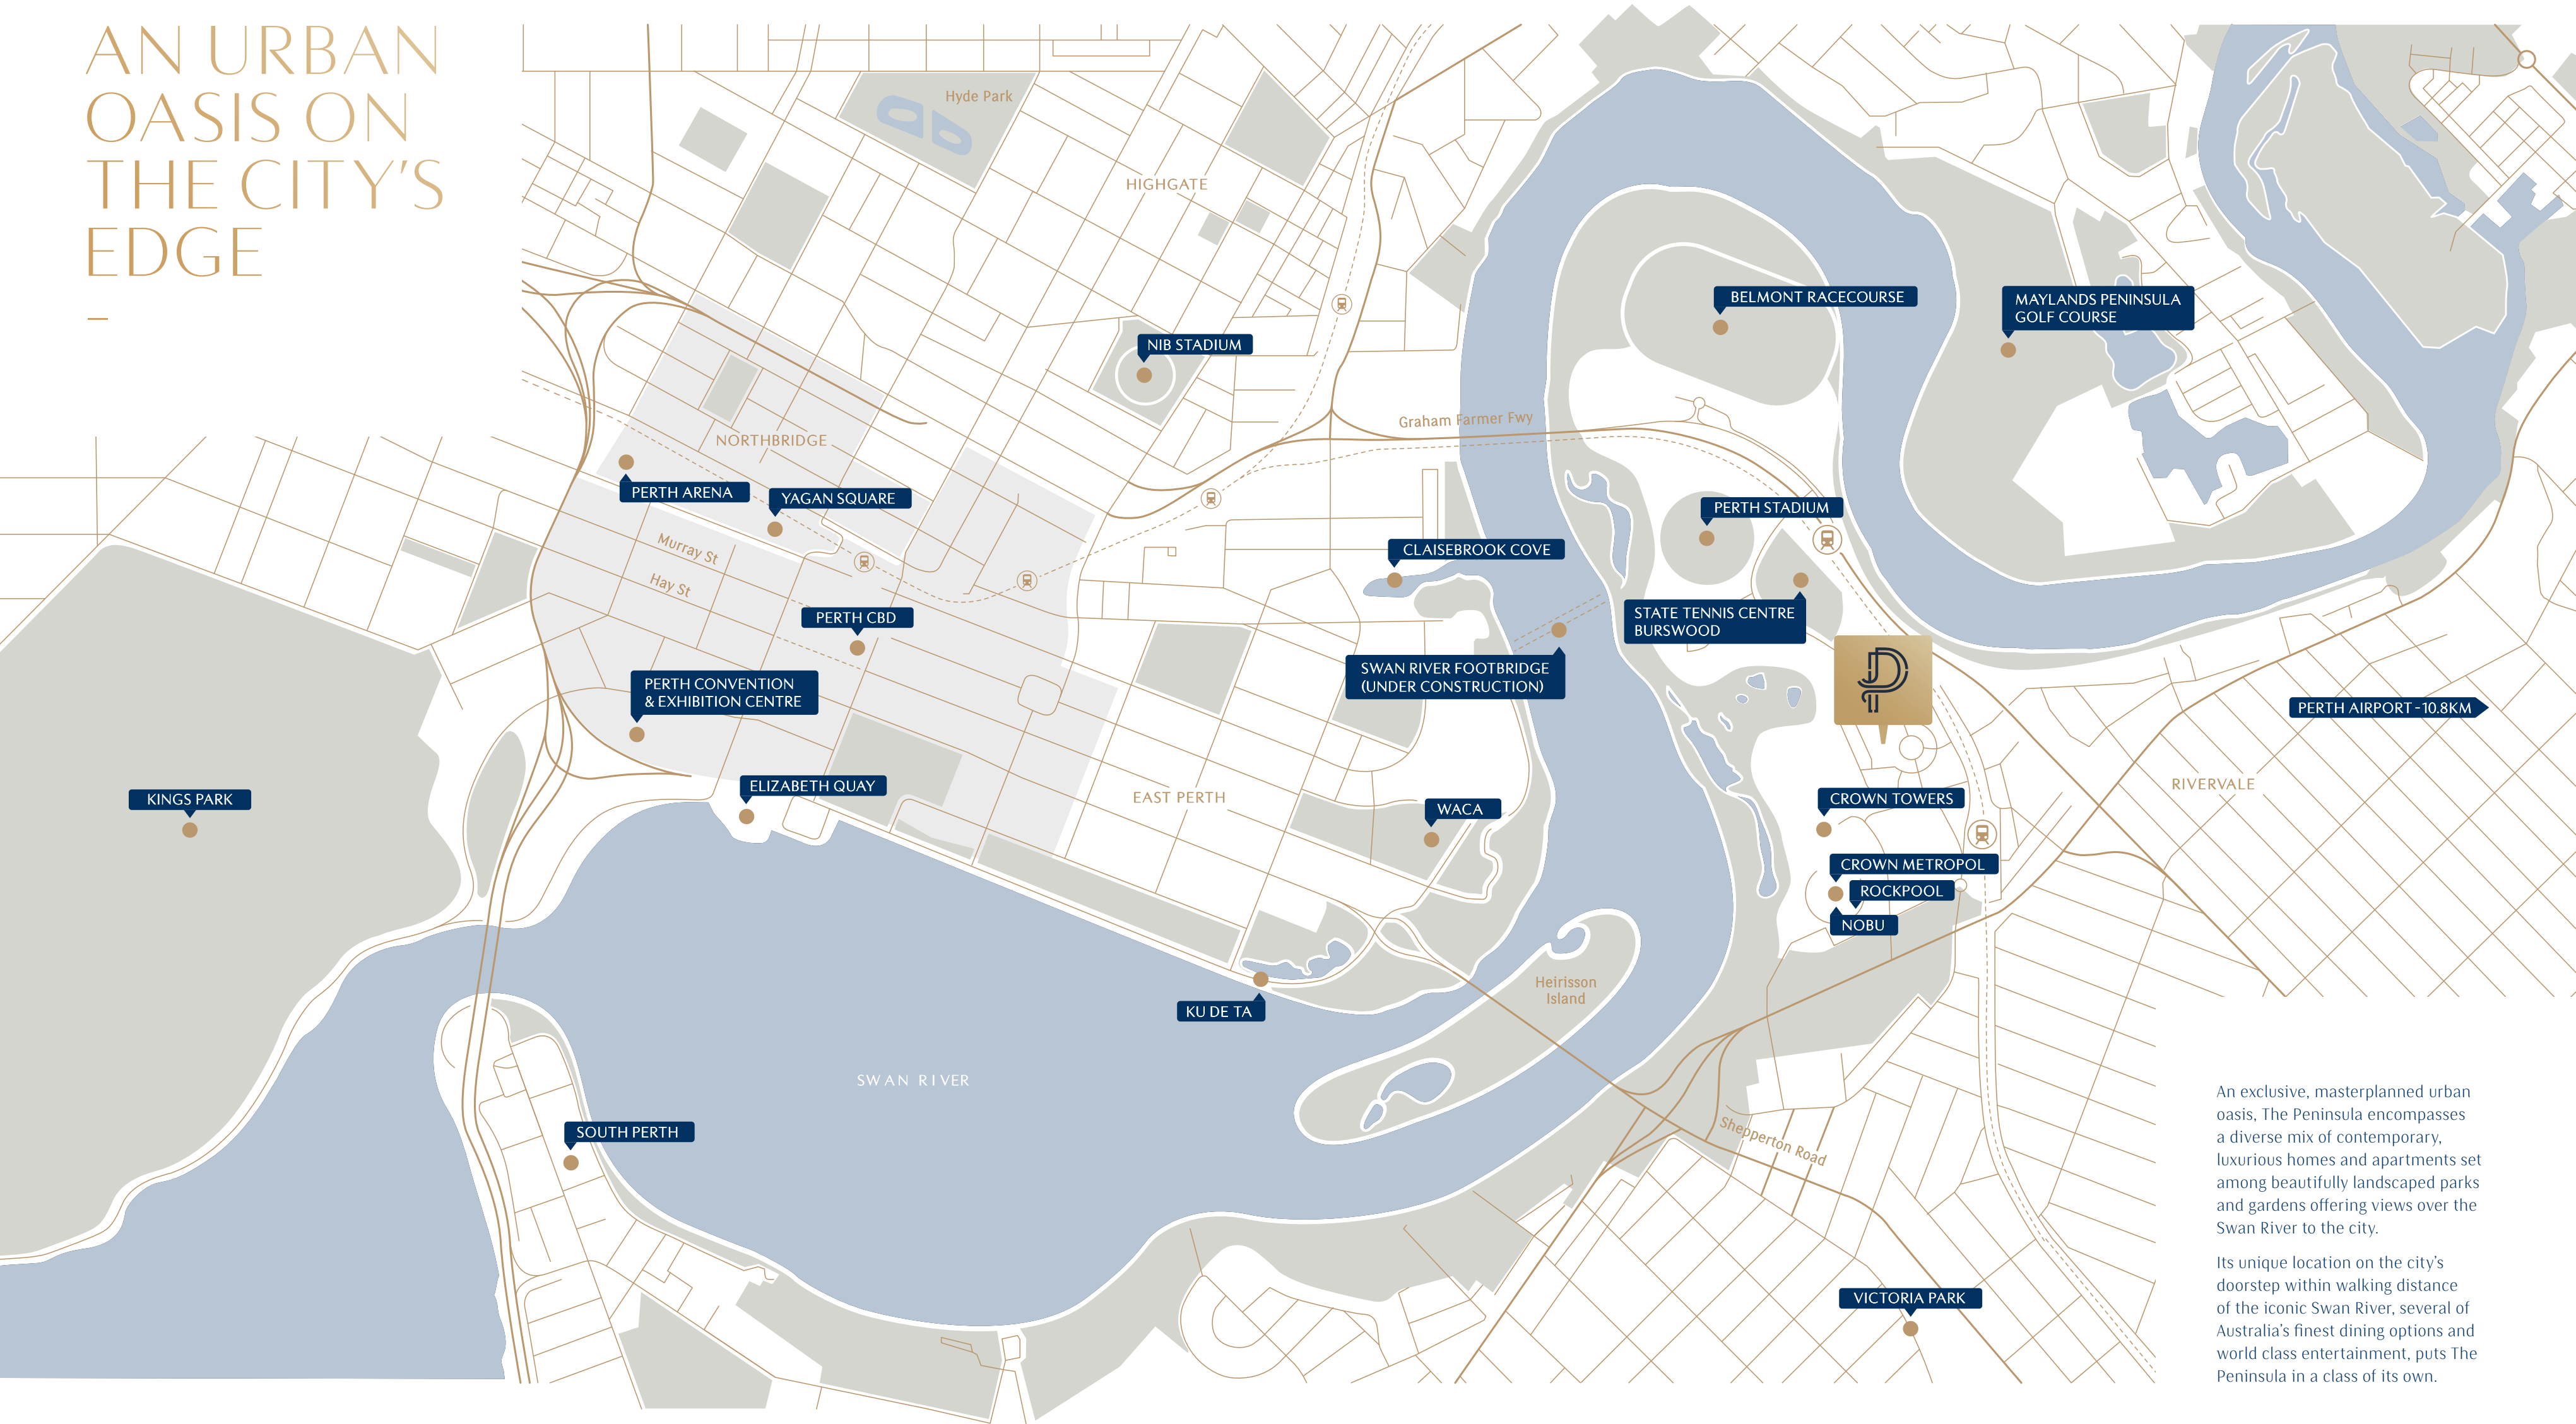 AN URBAN
OASIS ON
THE CITY'S
EDGE
Hyde Park
HIGHGATE
BELMONT RACECOURSE
MAYLANDS PENINSULA
GOLF COURSE
NIB STADIUM
Graham Farmer Fwy
NORTHBRIDGE
PERTH ARENA
YAGAN SQUARE
PERTH STADIUM
Murray St
CLAISEBROOK COVE
Hay St
PERTH CBD
STATE TENNIS CENTRE
BURSWOOD
SWAN RIVER FOOTBRIDGE
(UNDER CONSTRUCTION)
P
PERTH CONVENTION
& EXHIBITION CENTRE
PERTH AIRPORT - 10.8KM
ELIZABETH QUAY
RIVERVALE
KINGS PARK
EAST PERTH
CROWN TOWERS
WACA
CROWN METROPOL
ROCKPOOL
NOBU
Heirisson
Island
KU DE TA
SWAN RIVER
SOUTH PERTH
Shepperton Road
VICTORIA PARK
An exclusive, masterplanned urban
oasis, The Peninsula encompasses
a diverse mix of contemporary,
luxurious homes and apartments set
among beautifully landscaped parks
and gardens offering views over the
Swan River to the city.
Its unique location on the city's
doorstep within walking distance
of the iconic Swan River, several of
Australia's finest dining options and
world class entertainment, puts The
Peninsula in a class of its own.